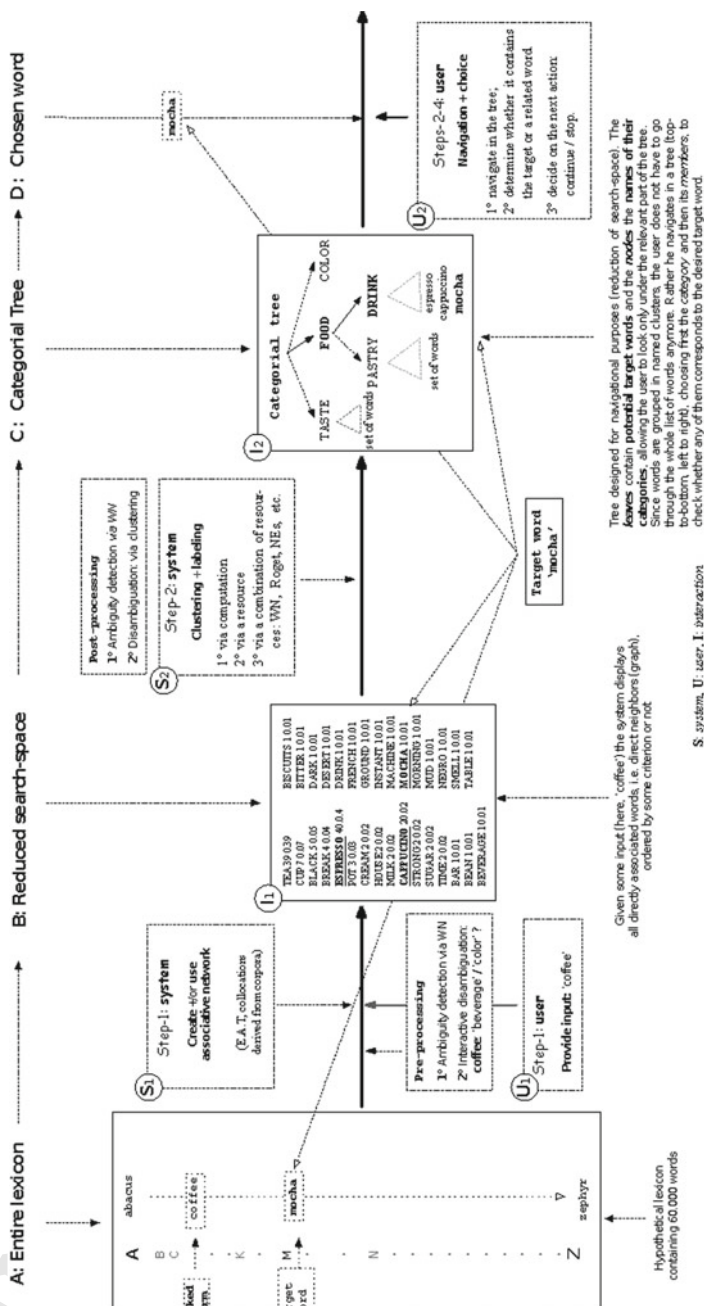 A: Entire lexicon
B: Reduced search-space
C: Categorial Tree
D: Chosen word
A
B
C
K
M
N
Z
abacus
coffee
mocha
zephyr
Hypothetical lexicon
containing 60.000 words
S1
Step-1: system
Create +/or use
associative network
(E.A.T, collocations
derived from corpora)
Pre-processing
1° Ambiguity detection via WN
2° Interactive disambiguation:
coffee: 'beverage' / 'color' ?
U1
Step-1: user
Provide input: 'coffee'
I1
TEA 39 0.39
CUP 7 0.07
BLACK 5 0.05
BREAK 4 0.04
ESPRESSO 40.0.4
POT 3 0.03
CREAM 2 0.02
HOUSE 2 0.02
MILK 2 0.02
CAPPUCINO 20.02
STRONG 2 0.02
SUGAR 2 0.02
TIME 2 0.02
BAR 1 0.01
BEAN 1 0.01
BEVERAGE 1 0.01
BISCUITS 1 0.01
BITTER 1 0.01
DARK 1 0.01
DESERT 1 0.01
DRINK 1 0.01
FRENCH 1 0.01
GROUND 1 0.01
INSTANT 1 0.01
MACHINE 1 0.01
MOCHA 1 0.01
MORNING 1 0.01
MUD 1 0.01
NEGRO 1 0.01
SMELL 1 0.01
TABLE 1 0.01
Given some input (here, 'coffee') the system displays
all directly associated words, i.e. direct neighbors (graph),
ordered by some criterion or not
Post-processing
1° Ambiguity detection via WN
2° Disambiguation: via clustering
S2
Step-2: system
Clustering + labeling
1° via computation
2° via a resource
3° via a combination of resour-
ces: WN, Roget, NEs, etc.
Target word
'mocha'
I2
Categorial tree
TASTE
FOOD
COLOR
set of words
PASTRY
DRINK
set of words
espresso
cappuccino
mocha
mocha
U2
Steps-2-4: user
Navigation + choice
1° navigate in the tree;
2° determine whether it contains
the target or a related word.
3° decide on the next action:
continue / stop.
Tree designed for navigational purposes (reduction of search-space). The
leaves contain potential target words and the nodes the names of their
categories, allowing the user to look only under the relevant part of the tree.
Since words are grouped in named clusters, the user does not have to go
through the whole list of words anymore. Rather he navigates in a tree (top-
to-bottom, left to right), choosing first the category and then its members, to
check whether any of them corresponds to the desired target word.
S: system, U: user, I: interaction